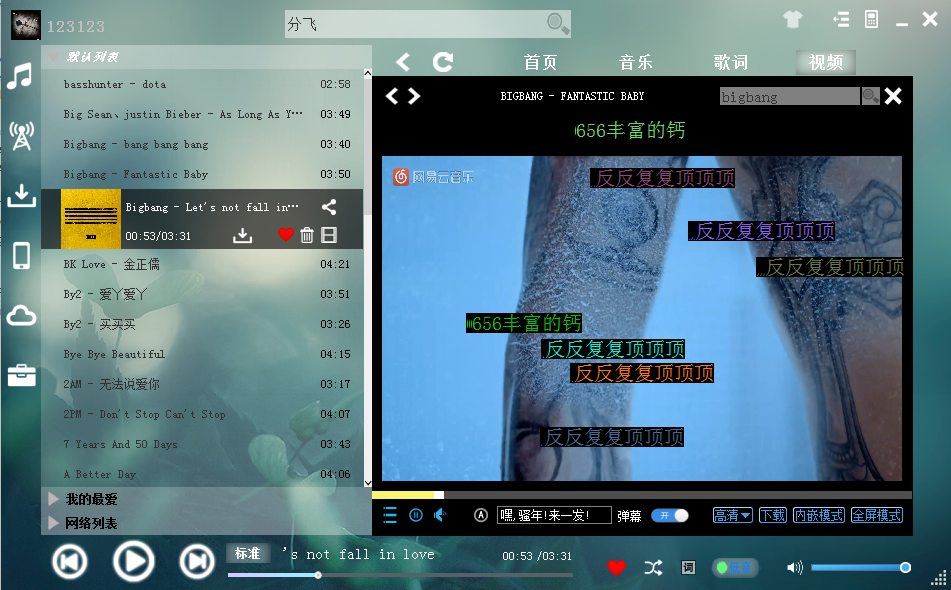 123123
分飞
默认列表
basshunter - dota 02:58
Big Sean、justin Bieber - As Long As Y… 03:49
Bigbang - bang bang bang 03:40
Bigbang - Fantastic Baby 03:50
Bigbang - Let's not fall in…
00:53/03:31
BK Love - 金正儒 04:21
By2 - 爱丫爱丫 03:51
By2 - 买买买 03:26
Bye Bye Beautiful 04:15
2AM - 无法说爱你 03:17
2PM - Don't Stop Can't Stop 04:07
7 Years And 50 Days 03:43
A Better Day 04:06
我的最爱
网络列表
首页 音乐 歌词 视频
BIGBANG - FANTASTIC BABY
bigbang
656丰富的钙
网易云音乐
反反复复顶顶顶
反反复复顶顶顶
反反复复顶顶顶
656丰富的钙
反反复复顶顶顶
反反复复顶顶顶
反反复复顶顶顶
A 嘿,骚年!来一发! 弹幕 开 高清 下载 内嵌模式 全屏模式
标准 's not fall in love 00:53 /03:31
词